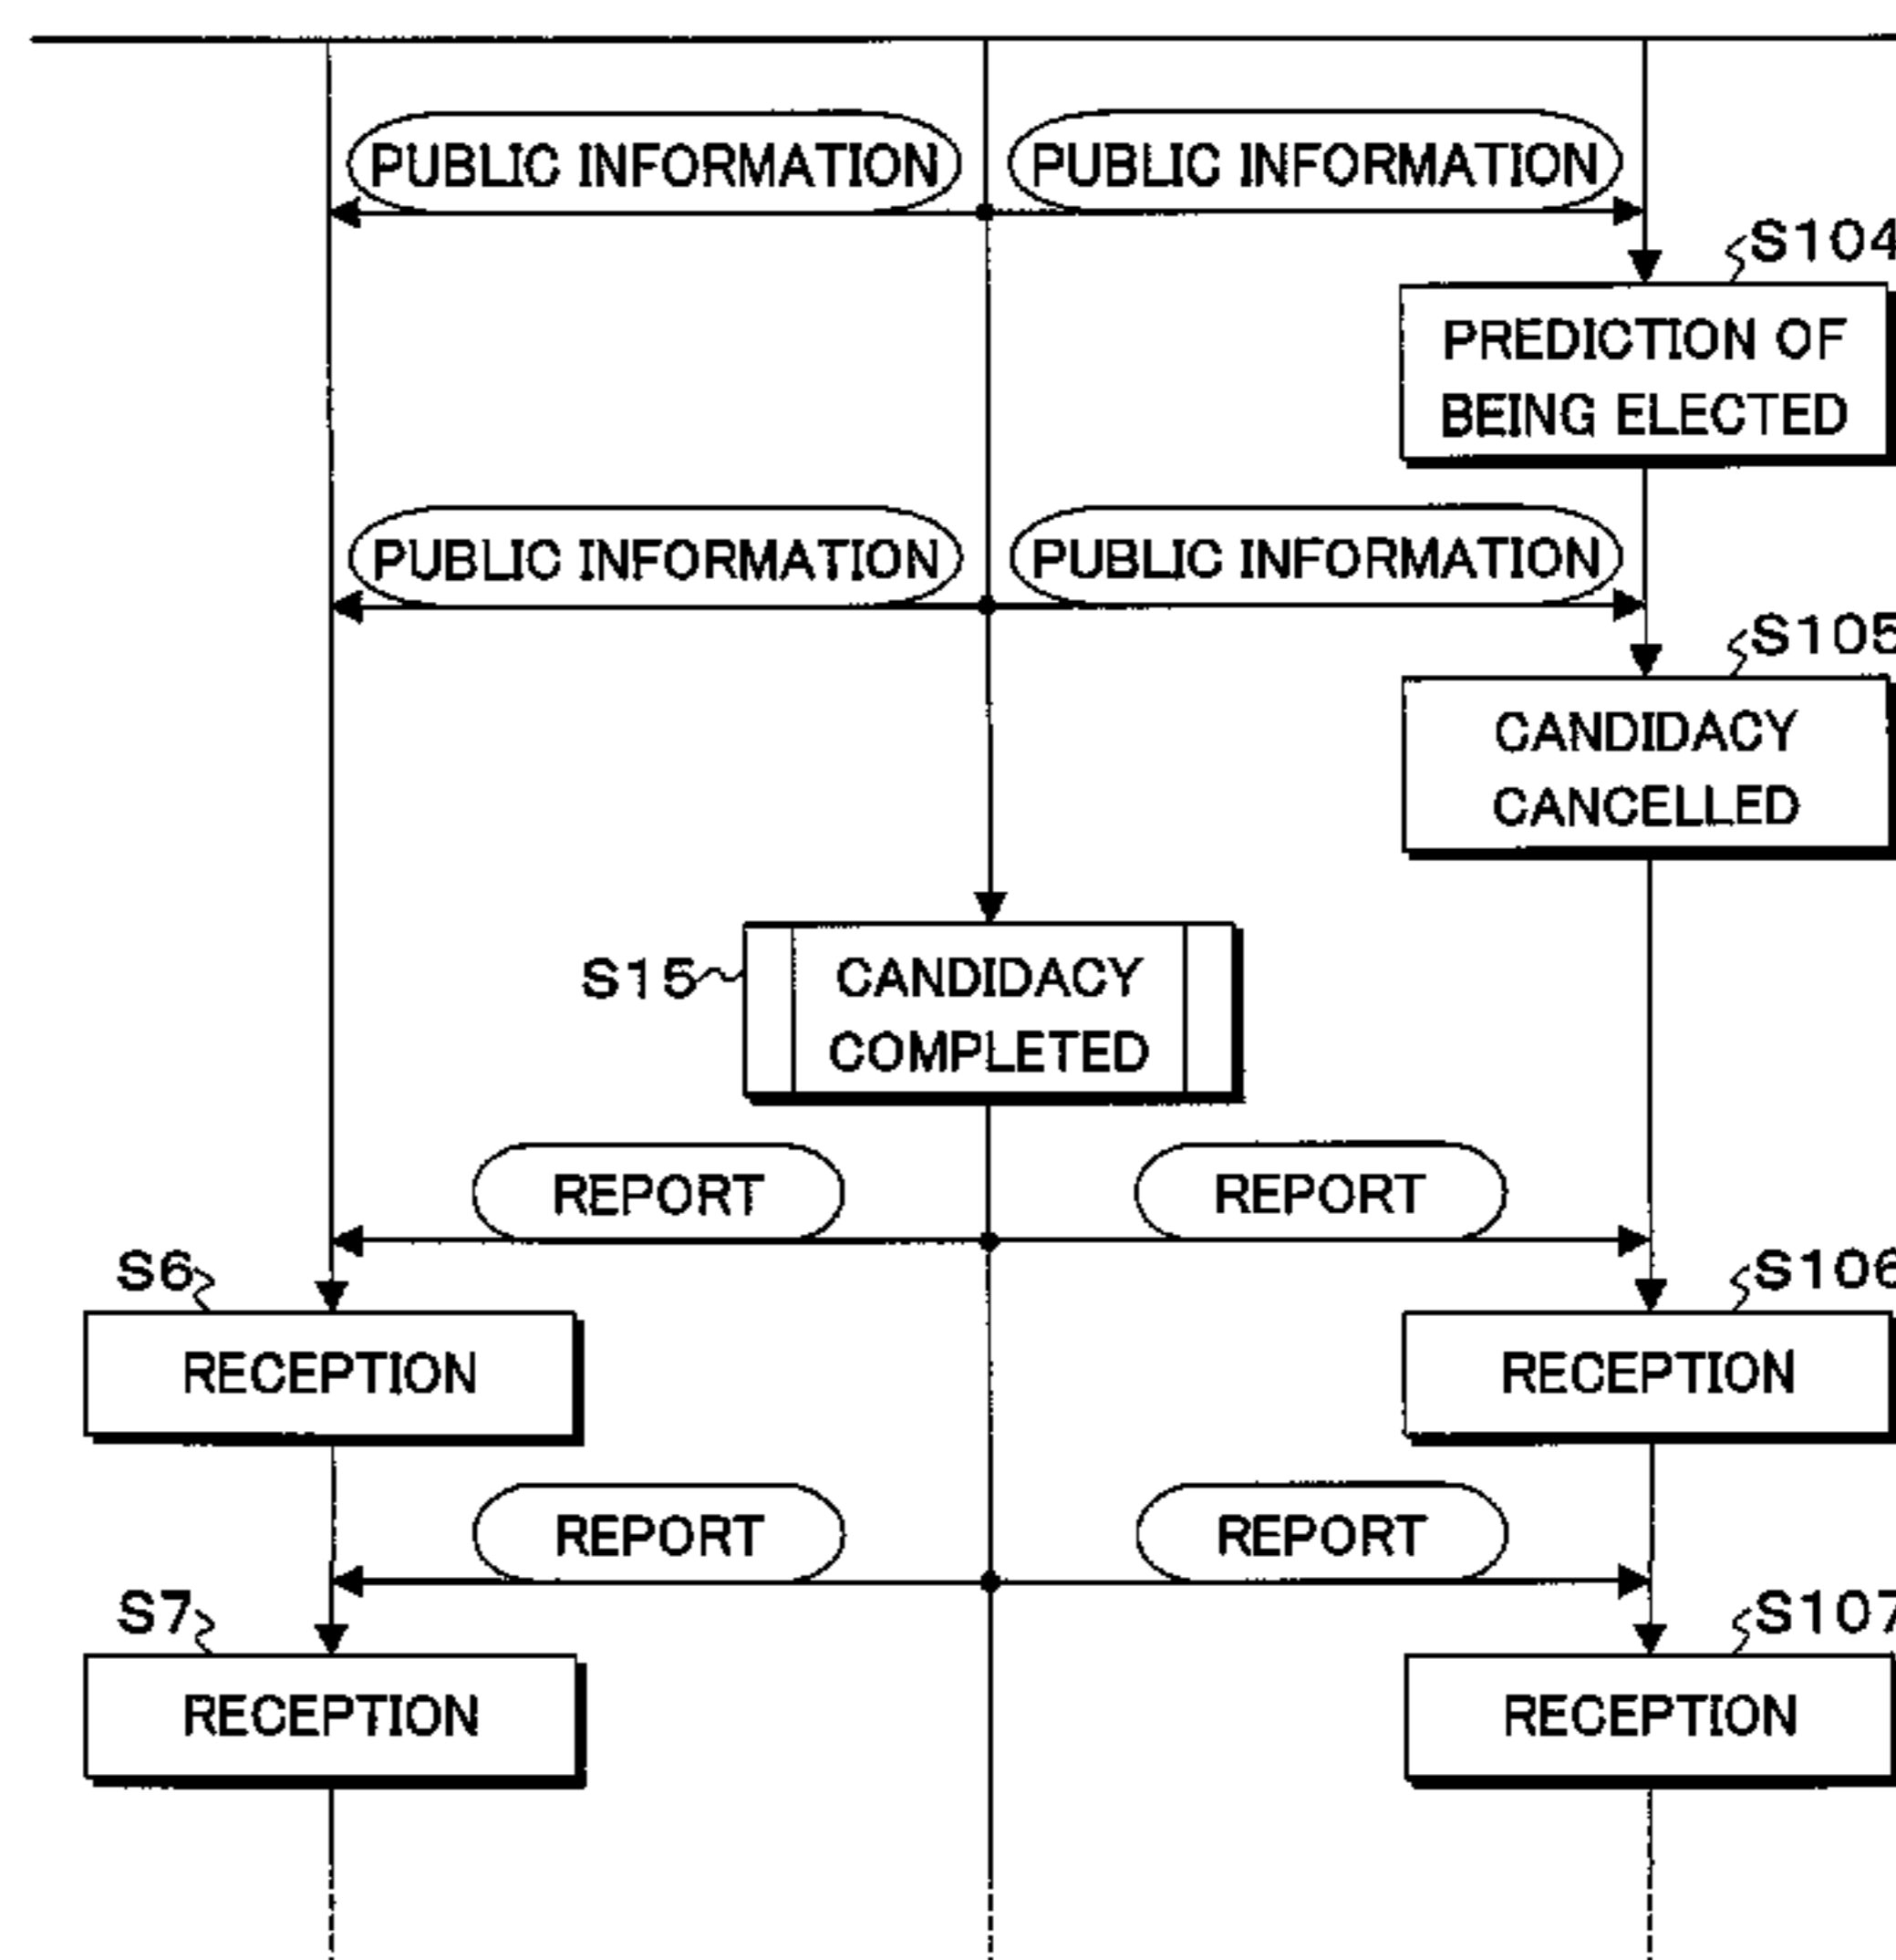 PUBLIC INFORMATION PUBLIC INFORMATION
S104
PREDICTION OF
BEING ELECTED
PUBLIC INFORMATION PUBLIC INFORMATION
S105
CANDIDACY
CANCELLED
S15
CANDIDACY
COMPLETED
REPORT REPORT
S6 S106
RECEPTION RECEPTION
REPORT REPORT
S7 S107
RECEPTION RECEPTION